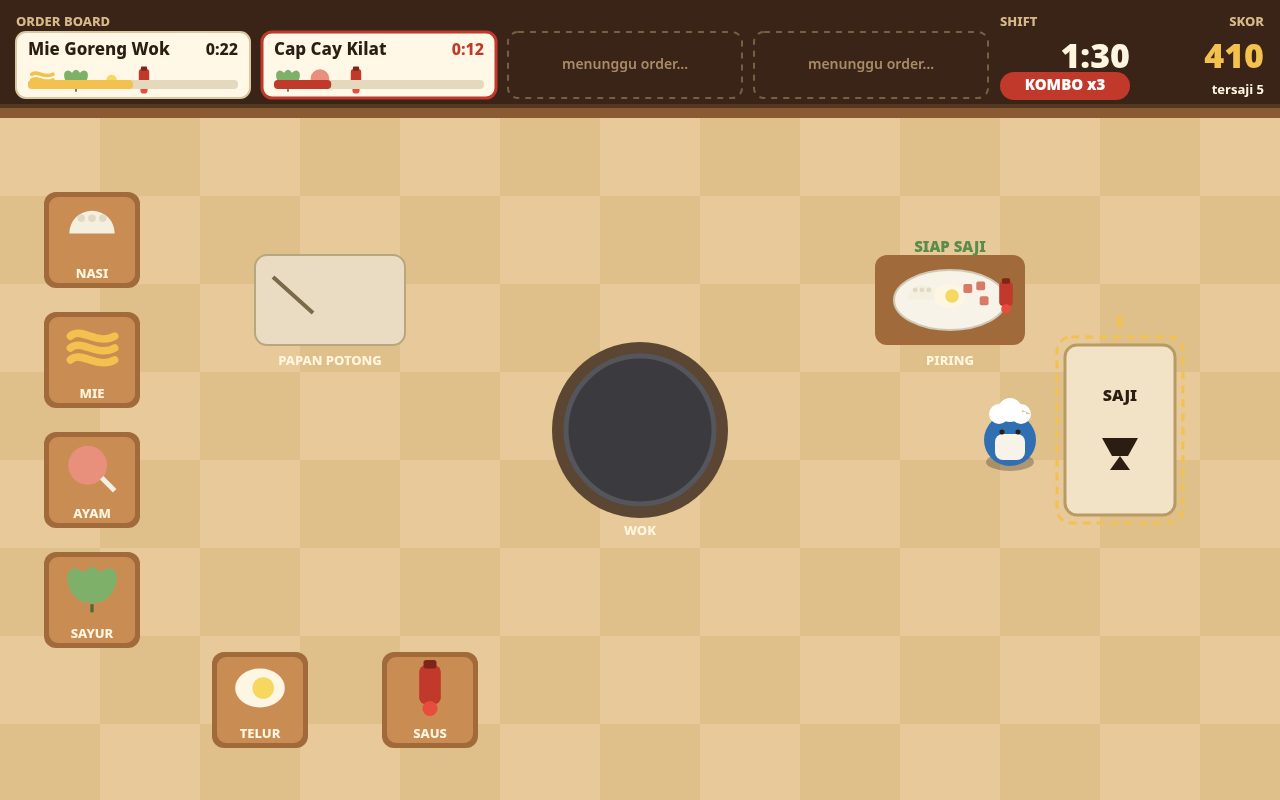 ORDER BOARD
SHIFT
SKOR
Mie Goreng Wok 0:22
Cap Cay Kilat 0:12
menunggu order...
menunggu order...
1:30
410
KOMBO x3
tersaji 5
NASI
MIE
AYAM
SAYUR
TELUR
SAUS
PAPAN POTONG
WOK
SIAP SAJI
PIRING
SAJI